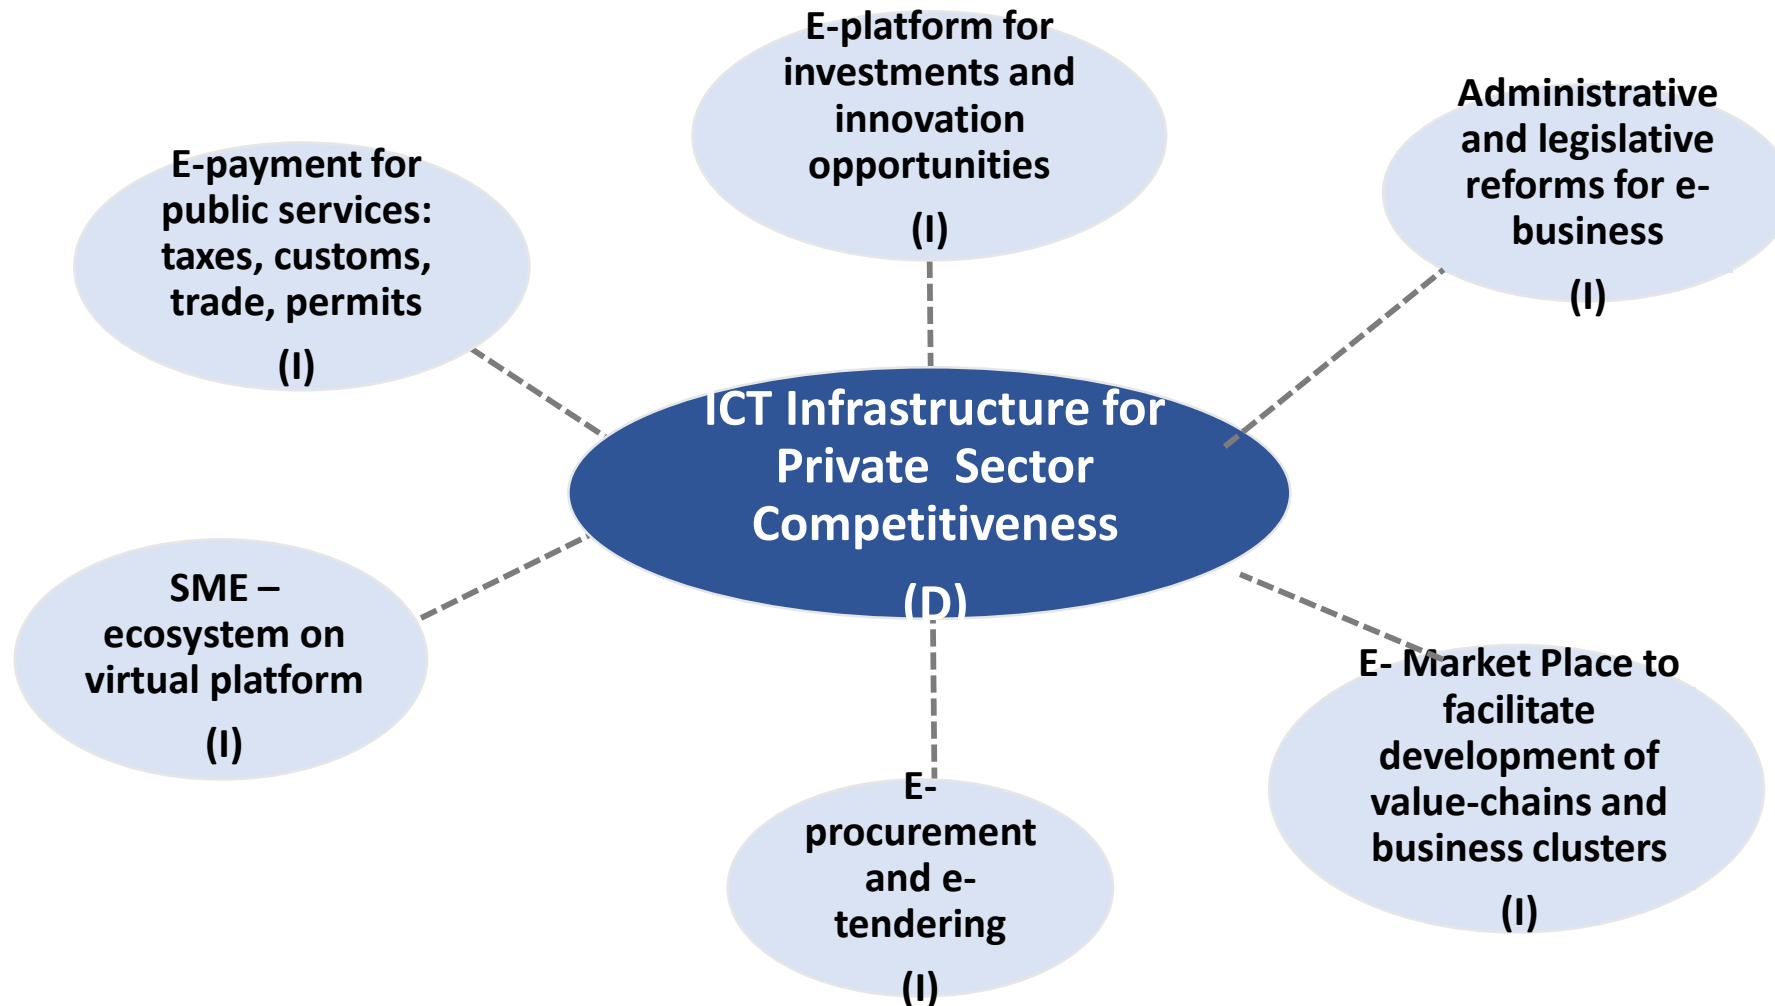 E-platform for
investments and
innovation
opportunities
(I)
Administrative
and legislative
reforms for e-
business
(I)
E-payment for
public services:
taxes, customs,
trade, permits
(I)
ICT Infrastructure for
Private  Sector
Competitiveness
(D)
SME –
ecosystem on
virtual platform
(I)
E- Market Place to
facilitate
development of
value-chains and
business clusters
(I)
E-
procurement
and e-
tendering
(I)